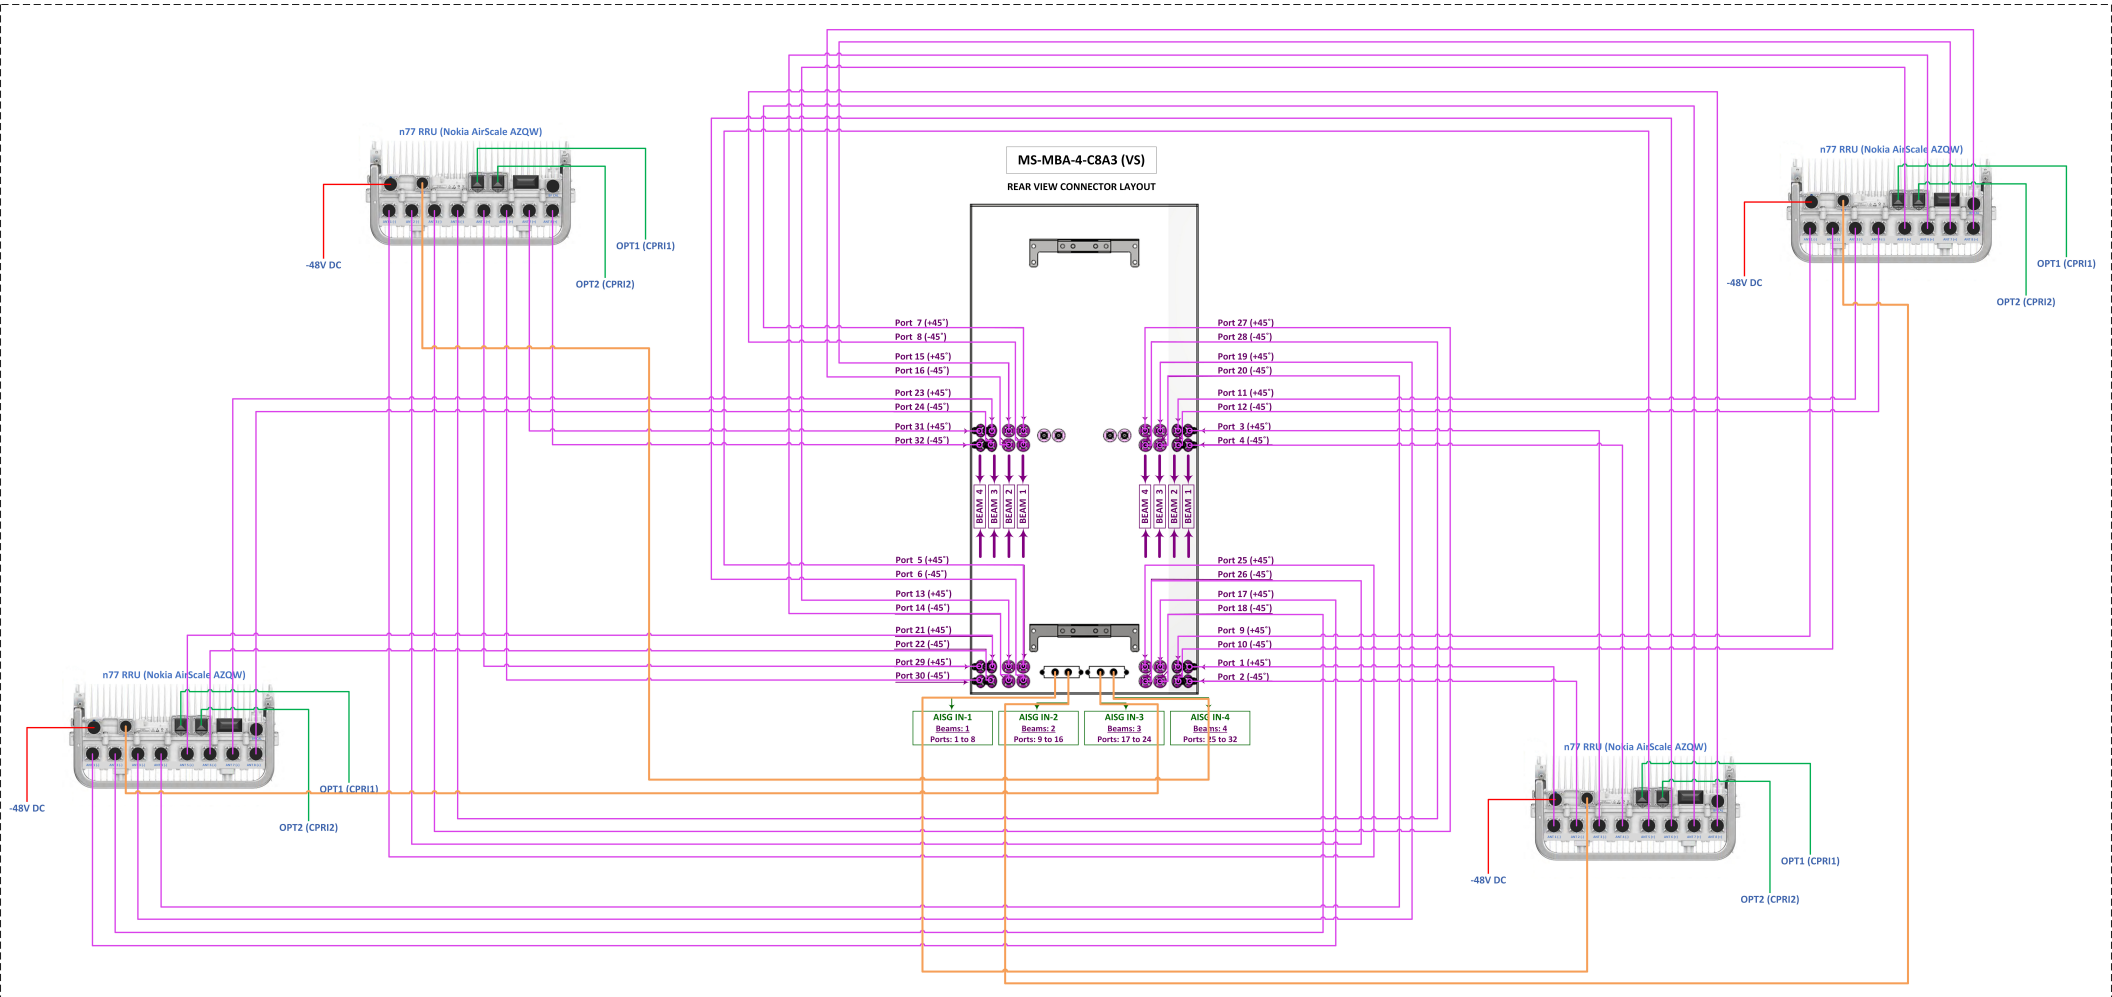 n77 RRU (Nokia AirScale AZQW)
-48V DC
OPT1 (CPRI1)
OPT2 (CPRI2)
MS-MBA-4-C8A3 (VS)
REAR VIEW CONNECTOR LAYOUT
n77 RRU (Nokia AirScale AZQW)
-48V DC
OPT1 (CPRI1)
OPT2 (CPRI2)
Port 7 (+45°)
Port 8 (-45°)
Port 15 (+45°)
Port 16 (-45°)
Port 23 (+45°)
Port 24 (-45°)
Port 31 (+45°)
Port 32 (-45°)
Port 27 (+45°)
Port 28 (-45°)
Port 19 (+45°)
Port 20 (-45°)
Port 11 (+45°)
Port 12 (-45°)
Port 3 (+45°)
Port 4 (-45°)
BEAM 4
BEAM 3
BEAM 2
BEAM 1
BEAM 4
BEAM 3
BEAM 2
BEAM 1
Port 5 (+45°)
Port 6 (-45°)
Port 13 (+45°)
Port 14 (-45°)
Port 21 (+45°)
Port 22 (-45°)
Port 29 (+45°)
Port 30 (-45°)
Port 25 (+45°)
Port 26 (-45°)
Port 17 (+45°)
Port 18 (-45°)
Port 9 (+45°)
Port 10 (-45°)
Port 1 (+45°)
Port 2 (-45°)
AISG IN-1
Beams: 1
Ports: 1 to 8
AISG IN-2
Beams: 2
Ports: 9 to 16
AISG IN-3
Beams: 3
Ports: 17 to 24
AISG IN-4
Beams: 4
Ports: 25 to 32
n77 RRU (Nokia AirScale AZQW)
-48V DC
OPT1 (CPRI1)
OPT2 (CPRI2)
n77 RRU (Nokia AirScale AZQW)
-48V DC
OPT1 (CPRI1)
OPT2 (CPRI2)